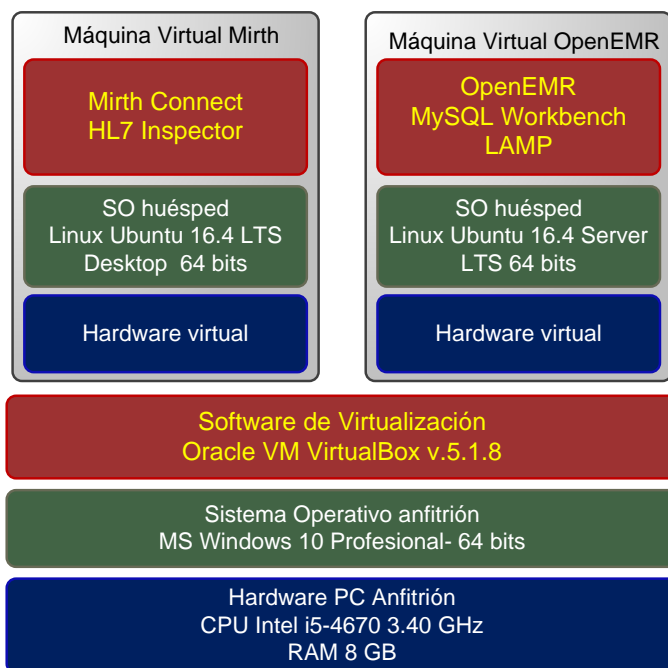 Máquina Virtual Mirth
Mirth Connect
HL7 Inspector
SO huésped
Linux Ubuntu 16.4 LTS
Desktop 64 bits
Hardware virtual
Máquina Virtual OpenEMR
OpenEMR
MySQL Workbench
LAMP
SO huésped
Linux Ubuntu 16.4 Server
LTS 64 bits
Hardware virtual
Software de Virtualización
Oracle VM VirtualBox v.5.1.8
Sistema Operativo anfitrión
MS Windows 10 Profesional- 64 bits
Hardware PC Anfitrión
CPU Intel i5-4670 3.40 GHz
RAM 8 GB